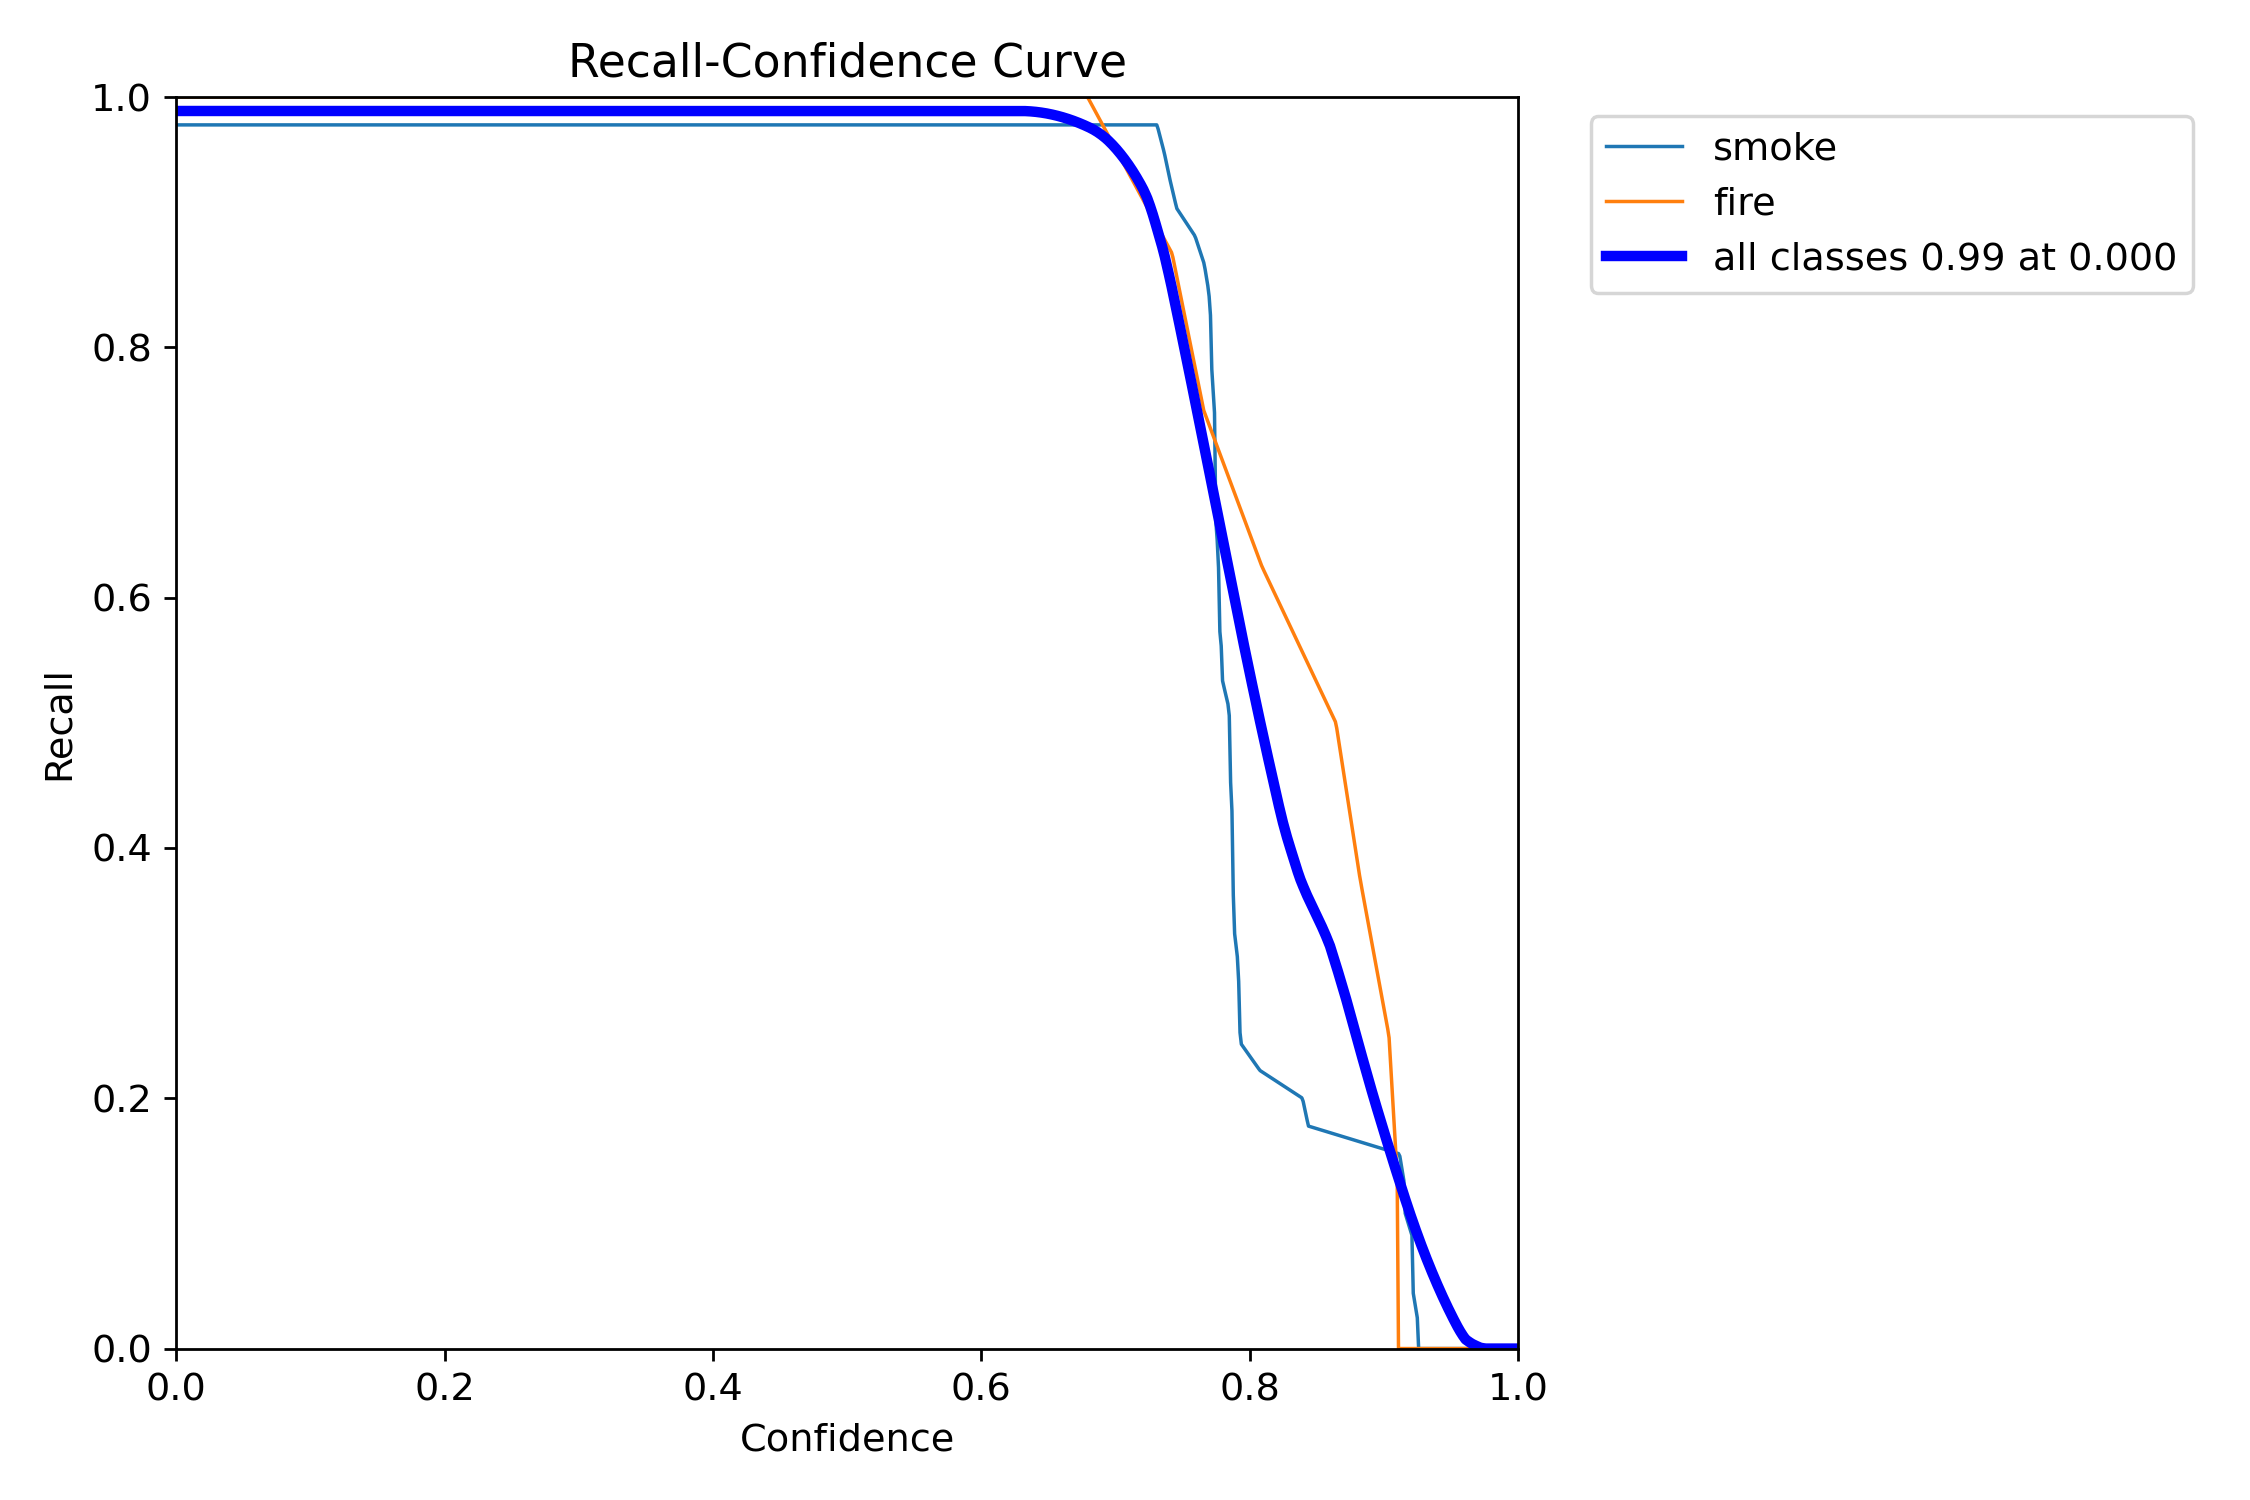 Recall-Confidence Curve
1.0
0.8
0.6
0.4
0.2
0.0
Recall
0.0 0.2 0.4 0.6 0.8 1.0
Confidence
smoke
fire
all classes 0.99 at 0.000